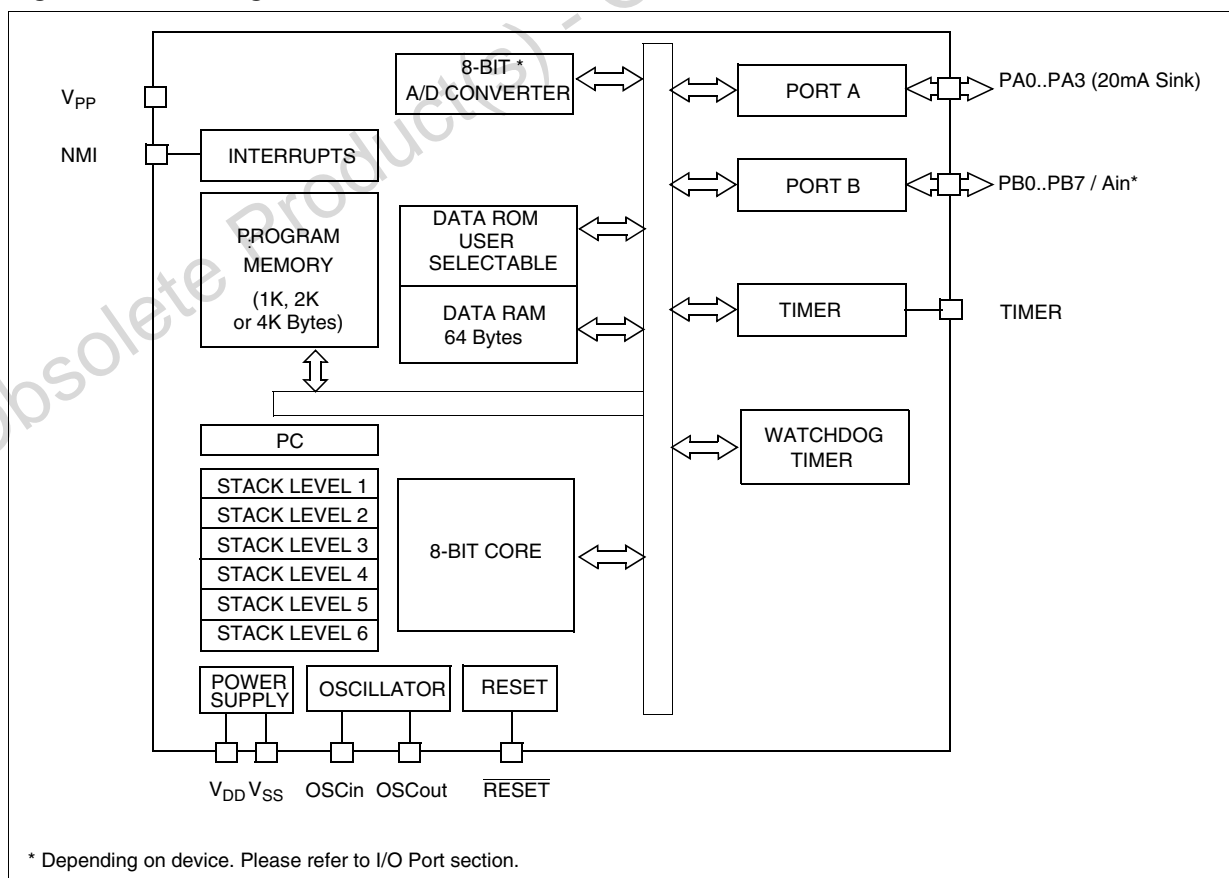 8-BIT *
A/D CONVERTER
PORT A
PA0..PA3 (20mA Sink)
VPP
NMI
INTERRUPTS
PORT B
PB0..PB7 / Ain*
PROGRAM
:
MEMORY
(1K, 2K
or 4K Bytes)
DATA ROM
USER
SELECTABLE
DATA RAM
64 Bytes
TIMER
TIMER
PC
WATCHDOG
TIMER
STACK LEVEL 1
STACK LEVEL 2
STACK LEVEL 3
STACK LEVEL 4
STACK LEVEL 5
STACK LEVEL 6
8-BIT CORE
POWER
SUPPLY
OSCILLATOR
RESET
VDD VSS OSCin OSCout RESET
* Depending on device. Please refer to I/O Port section.
Obsolete Product(s) -